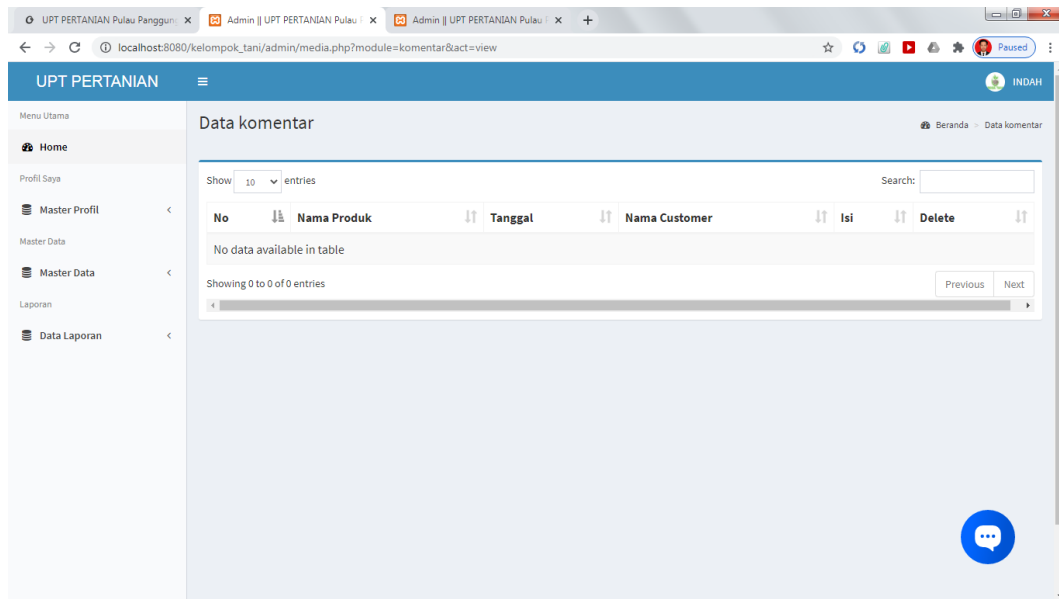 UPT PERTANIAN Pulau Panggung
Admin || UPT PERTANIAN Pulau
Admin || UPT PERTANIAN Pulau
localhost:8080/kelompok_tani/admin/media.php?module=komentar&act=view
Paused
UPT PERTANIAN
INDAH
Menu Utama
Home
Profil Saya
Master Profil
Master Data
Master Data
Laporan
Data Laporan
Data komentar
Beranda > Data komentar
Show 10 entries
Search:
No Nama Produk Tanggal Nama Customer Isi Delete
No data available in table
Showing 0 to 0 of 0 entries
Previous Next